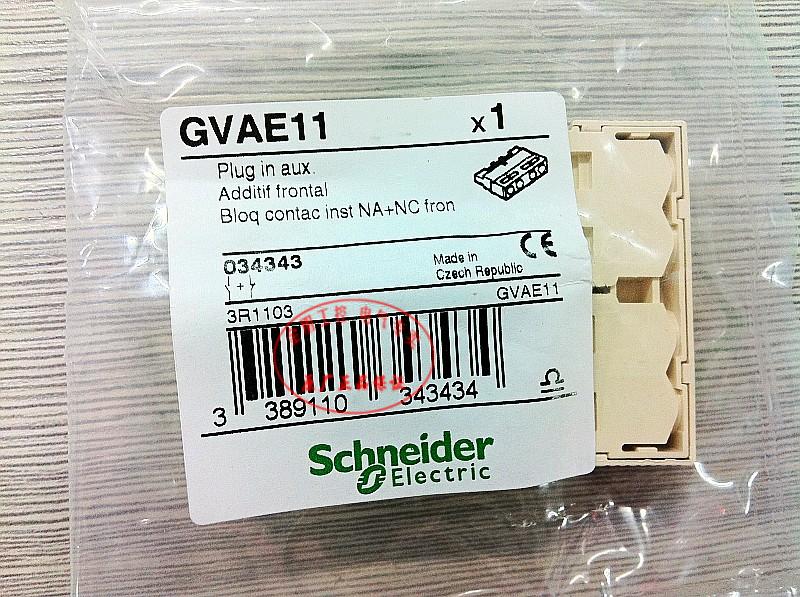 GVAE11 x1
Plug in aux.
Additif frontal
Bloq contac inst NA+NC fron
034343
Made in
Czech Republic
CE
3R1103 GVAE11
3 389110 343434
Schneider
Electric